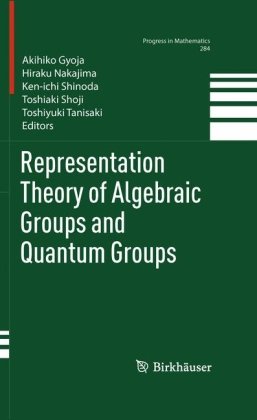 Progress in Mathematics
284
Akihiko Gyoja
Hiraku Nakajima
Ken-ichi Shinoda
Toshiaki Shoji
Toshiyuki Tanisaki
Editors
Representation
Theory of Algebraic
Groups and
Quantum Groups
Birkhäuser